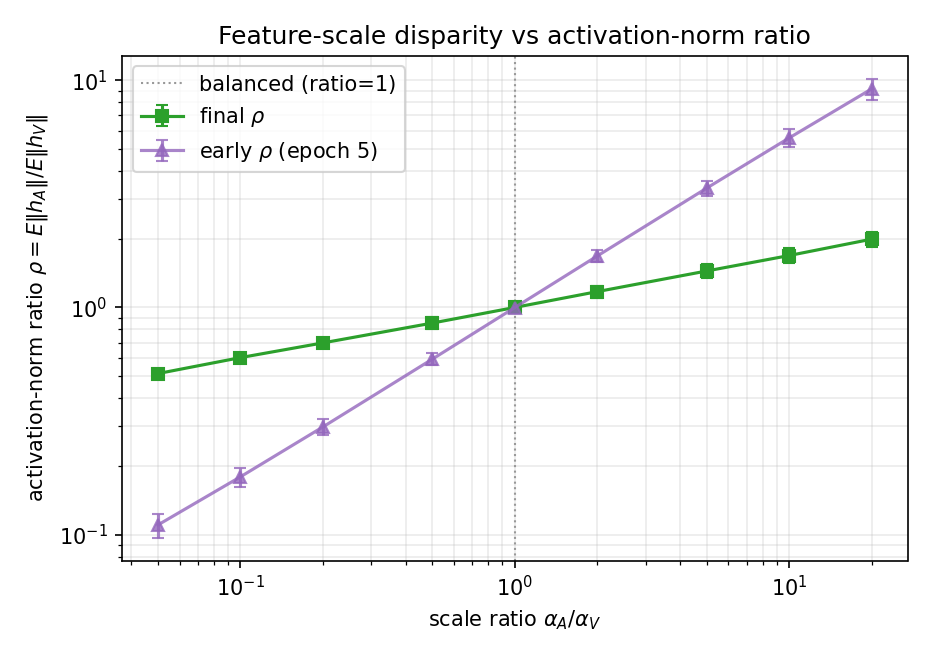 Feature-scale disparity vs activation-norm ratio
balanced (ratio=1)
final ρ
early ρ (epoch 5)
activation-norm ratio ρ = E‖h_A‖/E‖h_V‖
10¹
10⁰
10⁻¹
10⁻¹ 10⁰ 10¹
scale ratio α_A/α_V